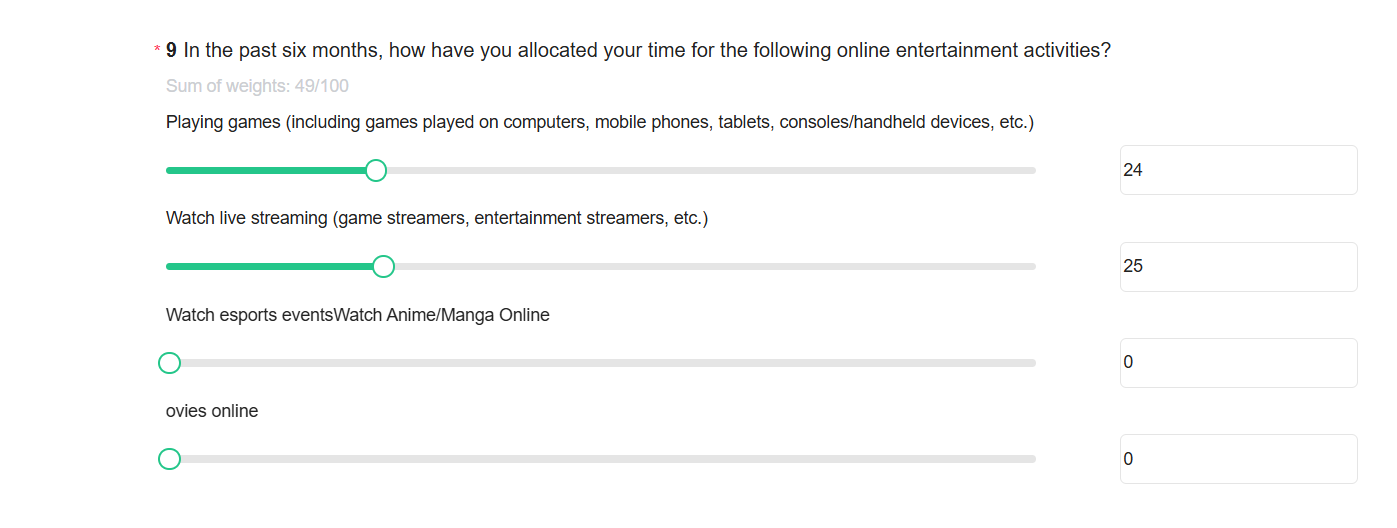 * 9 In the past six months, how have you allocated your time for the following online entertainment activities?
Sum of weights: 49/100
Playing games (including games played on computers, mobile phones, tablets, consoles/handheld devices, etc.)
24
Watch live streaming (game streamers, entertainment streamers, etc.)
25
Watch esports eventsWatch Anime/Manga Online
0
ovies online
0